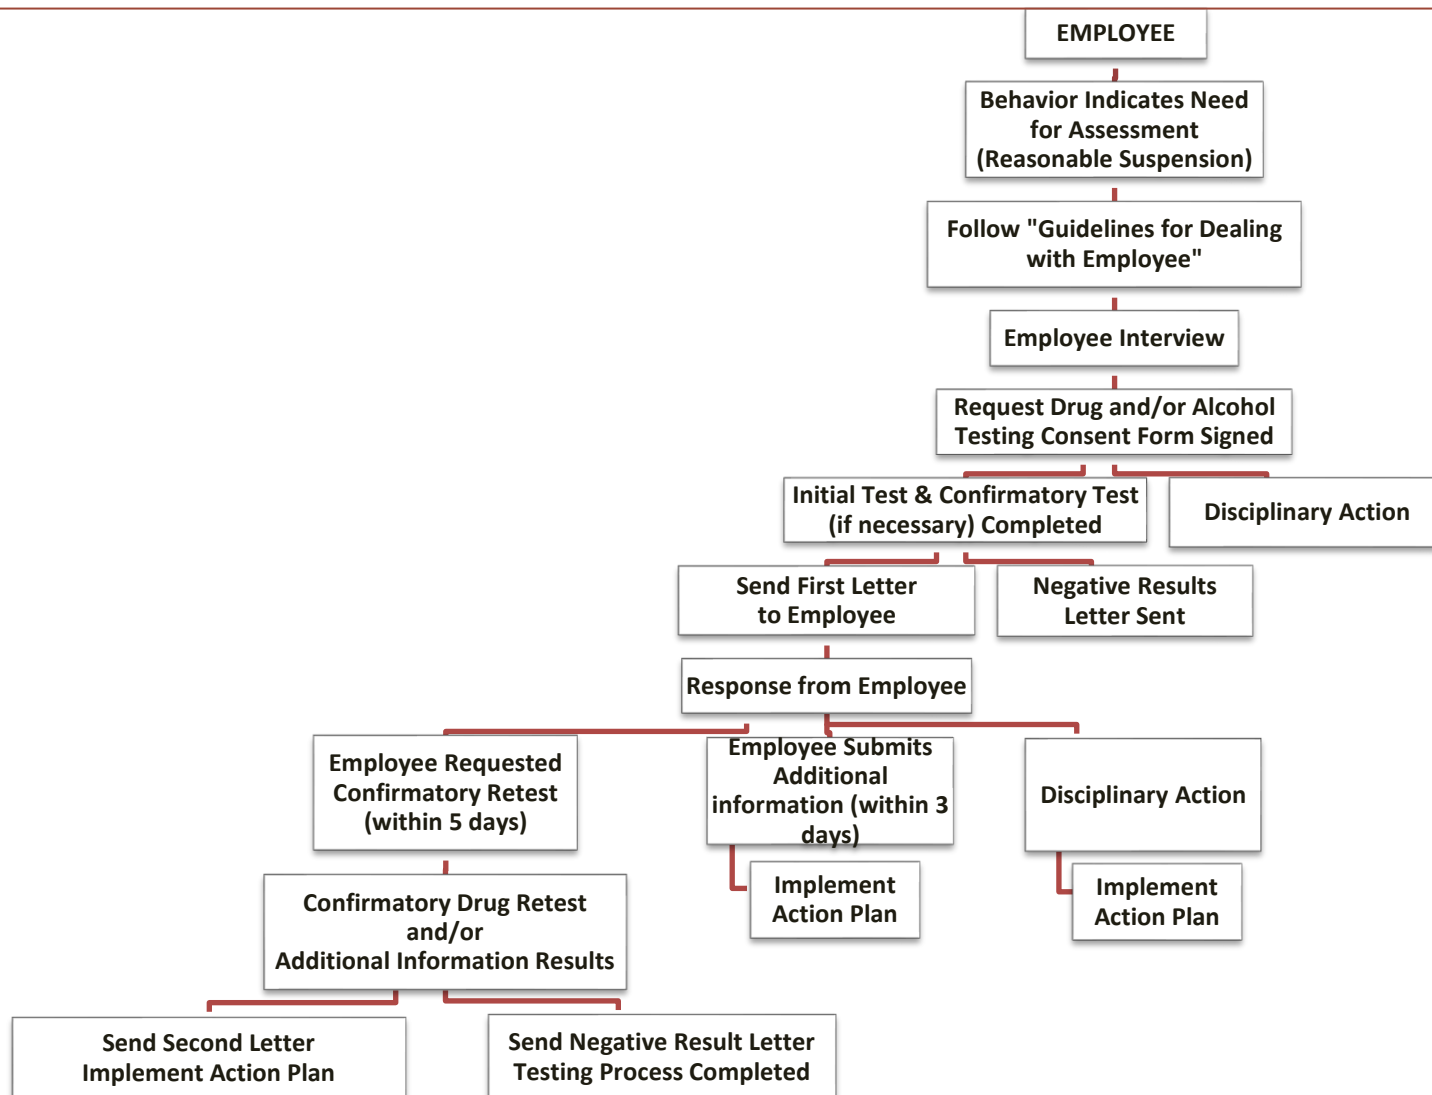 EMPLOYEE
Behavior Indicates Need
for Assessment
(Reasonable Suspension)
Follow "Guidelines for Dealing
with Employee"
Employee Interview
Request Drug and/or Alcohol
Testing Consent Form Signed
Initial Test & Confirmatory Test
(if necessary) Completed
Disciplinary Action
Send First Letter
to Employee
Negative Results
Letter Sent
Response from Employee
Employee Requested
Confirmatory Retest
(within 5 days)
Employee Submits
Additional
information (within 3
days)
Disciplinary Action
Confirmatory Drug Retest
and/or
Additional Information Results
Implement
Action Plan
Implement
Action Plan
Send Second Letter
Implement Action Plan
Send Negative Result Letter
Testing Process Completed